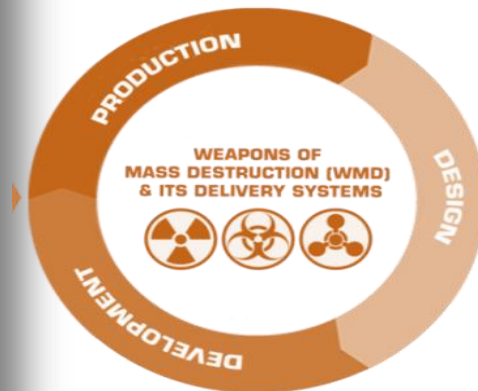 PRODUCTION
WEAPONS OF
MASS DESTRUCTION (WMD)
& ITS DELIVERY SYSTEMS
DESIGN
DEVELOPMENT